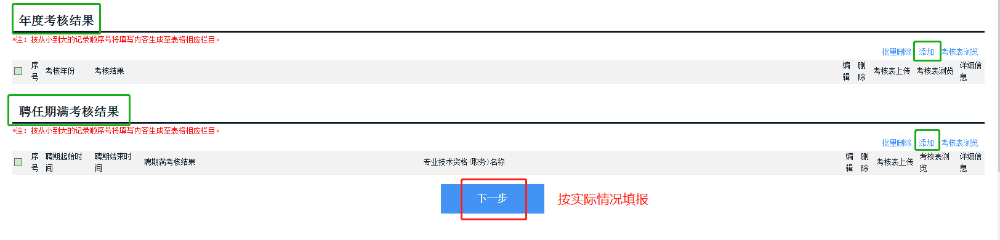 年度考核结果
*注：按从小到大的记录顺序号将填写内容生成至表格相应栏目。
批量删除 添加 考核表浏览
序号 考核年份 考核结果 编辑 删除 考核表上传 考核表浏览 详细信息
聘任期满考核结果
*注：按从小到大的记录顺序号将填写内容生成至表格相应栏目。
批量删除 添加 考核表浏览
序号 聘期起始时间 聘期结束时间 聘期满考核结果 专业技术资格(职务)名称 编辑 删除 考核表上传 考核表浏览 详细信息
下一步 按实际情况填报